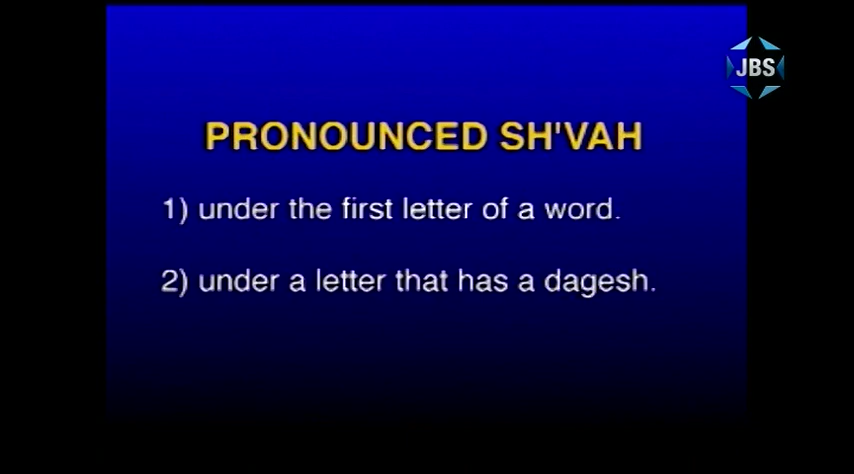 JBS
PRONOUNCED SH'VAH
1) under the first letter of a word.
2) under a letter that has a dagesh.